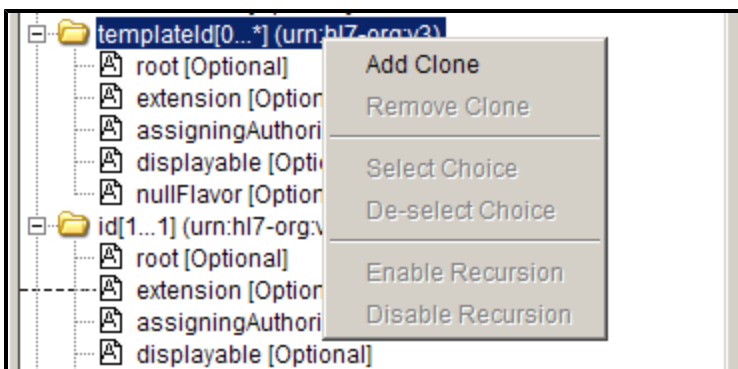 templateId[0...*] (urn:hl7-org:v3)
root [Optional]
extension [Option
assigningAuthori
displayable [Opti
nullFlavor [Option
id[1...1] (urn:hl7-org:v
root [Optional]
extension [Option
assigningAuthori
displayable [Optional]
Add Clone
Remove Clone
Select Choice
De-select Choice
Enable Recursion
Disable Recursion